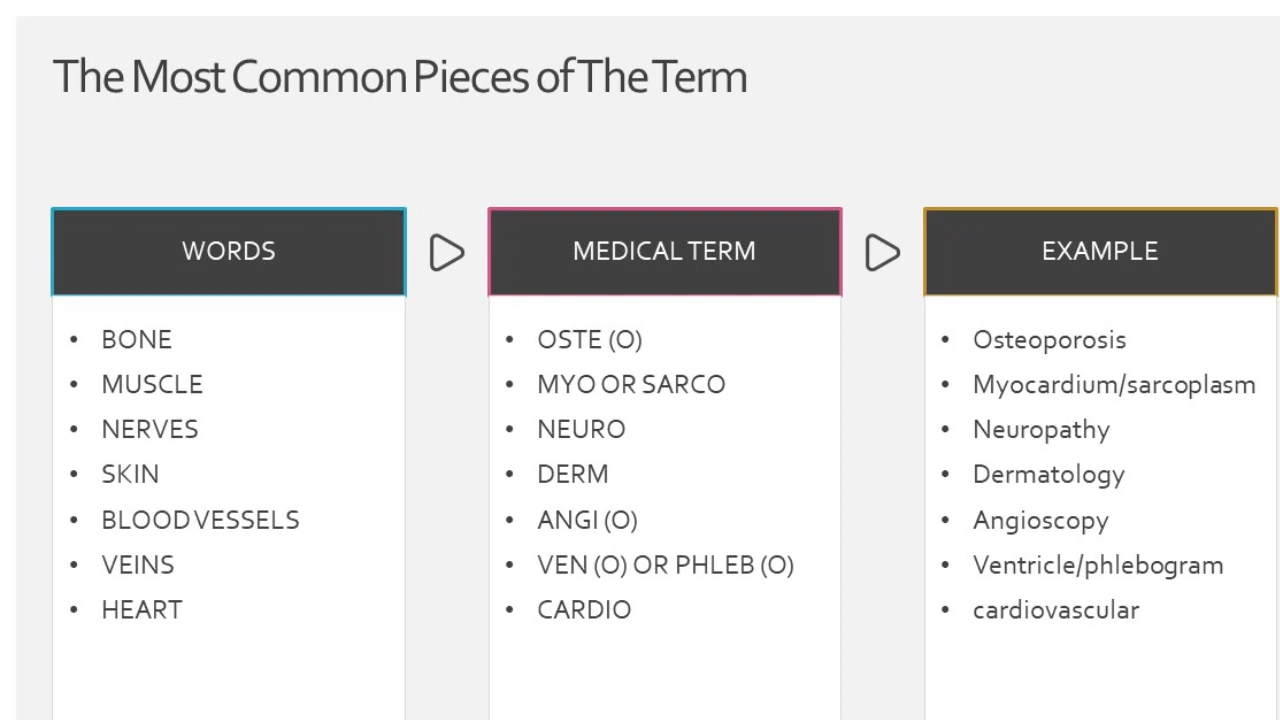 The Most Common Pieces of The Term
WORDS
BONE
MUSCLE
NERVES
SKIN
BLOOD VESSELS
VEINS
HEART
MEDICAL TERM
OSTE (O)
MYO OR SARCO
NEURO
DERM
ANGI (O)
VEN (O) OR PHLEB (O)
CARDIO
EXAMPLE
Osteoporosis
Myocardium/sarcoplasm
Neuropathy
Dermatology
Angioscopy
Ventricle/phlebogram
cardiovascular